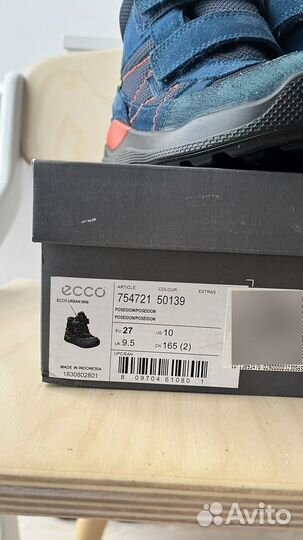 ecco
ECCO URBAN MINI
MADE IN INDONESIA
1830802801
ARTICLE COLOUR EXTRAS
754721 50139
POSEIDON/POSEIDON
POSEIDON/POSEIDON
EU 27 US 10
UK 9.5 CN 165 (2)
UPC/EAN
8 09704 61080 1
Avito